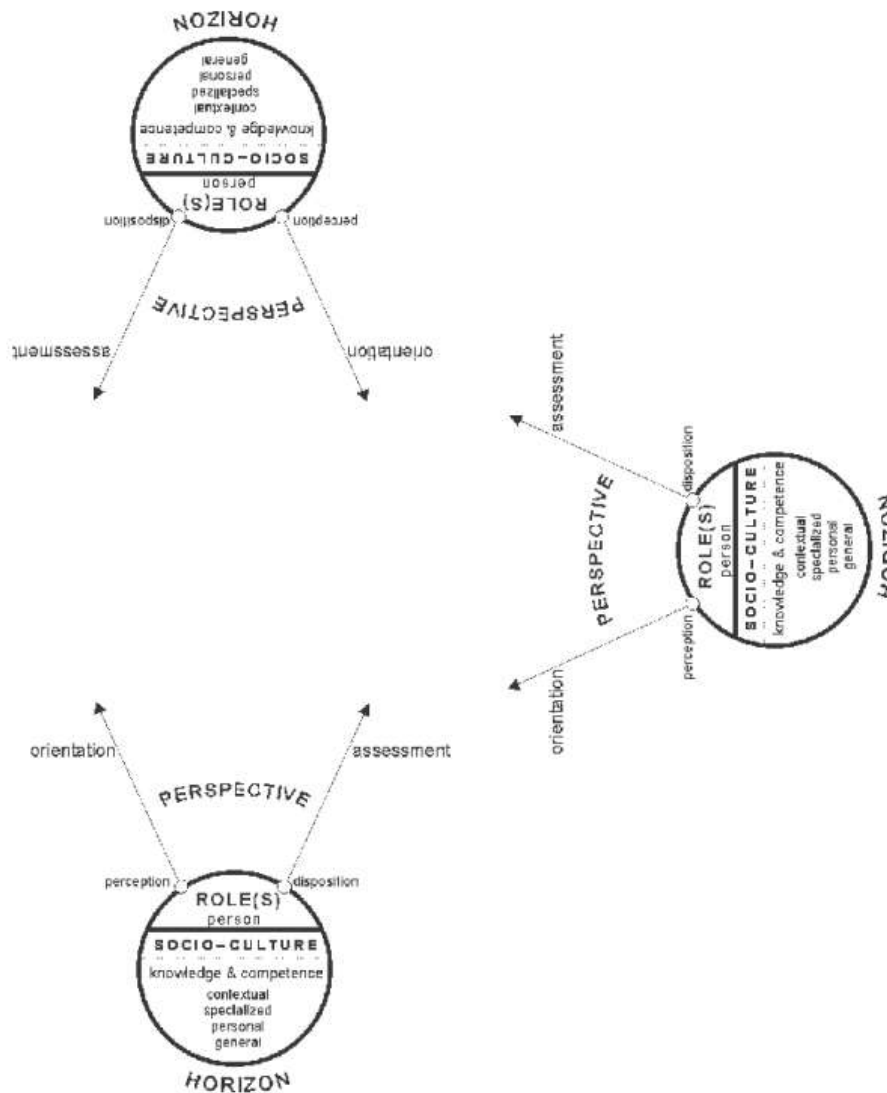 HORIZON
general
personal
specialized
contextual
knowledge & competence
SOCIO-CULTURE
person
ROLE(S)
disposition
perception
PERSPECTIVE
assessment
orientation
assessment
disposition
PERSPECTIVE
ROLE(S)
person
SOCIO-CULTURE
knowledge & competence
contextual
specialized
personal
general
HORIZON
perception
orientation
orientation
assessment
PERSPECTIVE
perception
disposition
ROLE(S)
person
SOCIO-CULTURE
knowledge & competence
contextual
specialized
personal
general
HORIZON